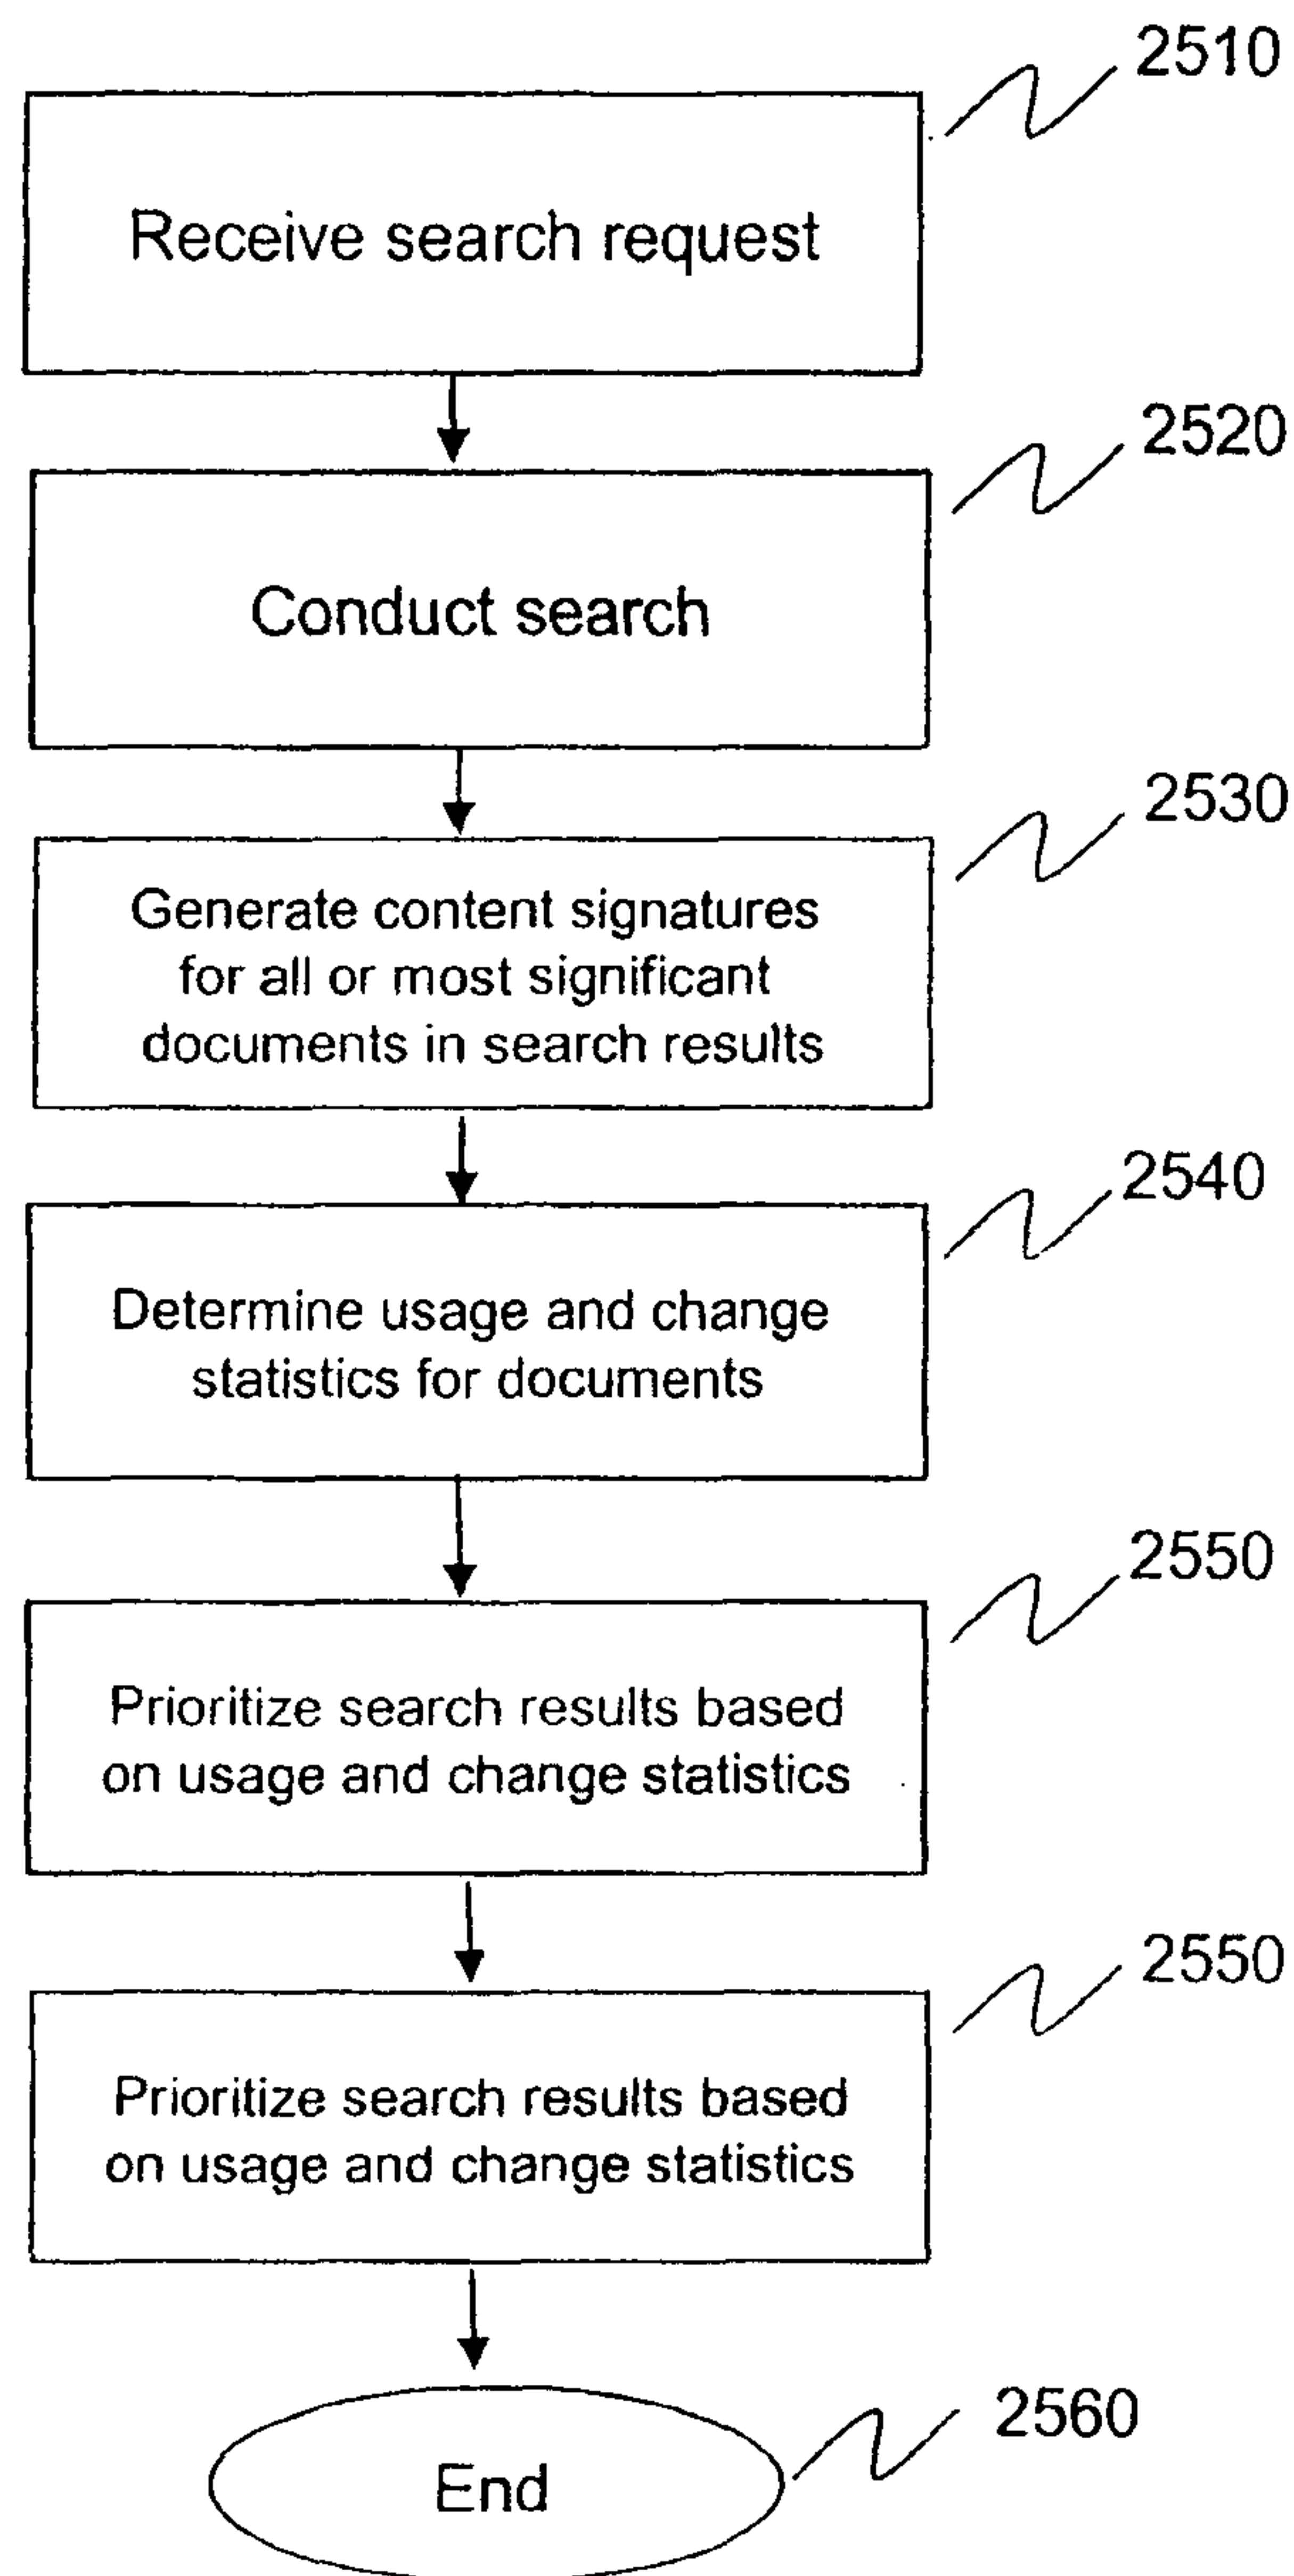 2510
Receive search request
2520
Conduct search
2530
Generate content signatures
for all or most significant
documents in search results
2540
Determine usage and change
statistics for documents
2550
Prioritize search results based
on usage and change statistics
2550
Prioritize search results based
on usage and change statistics
2560
End